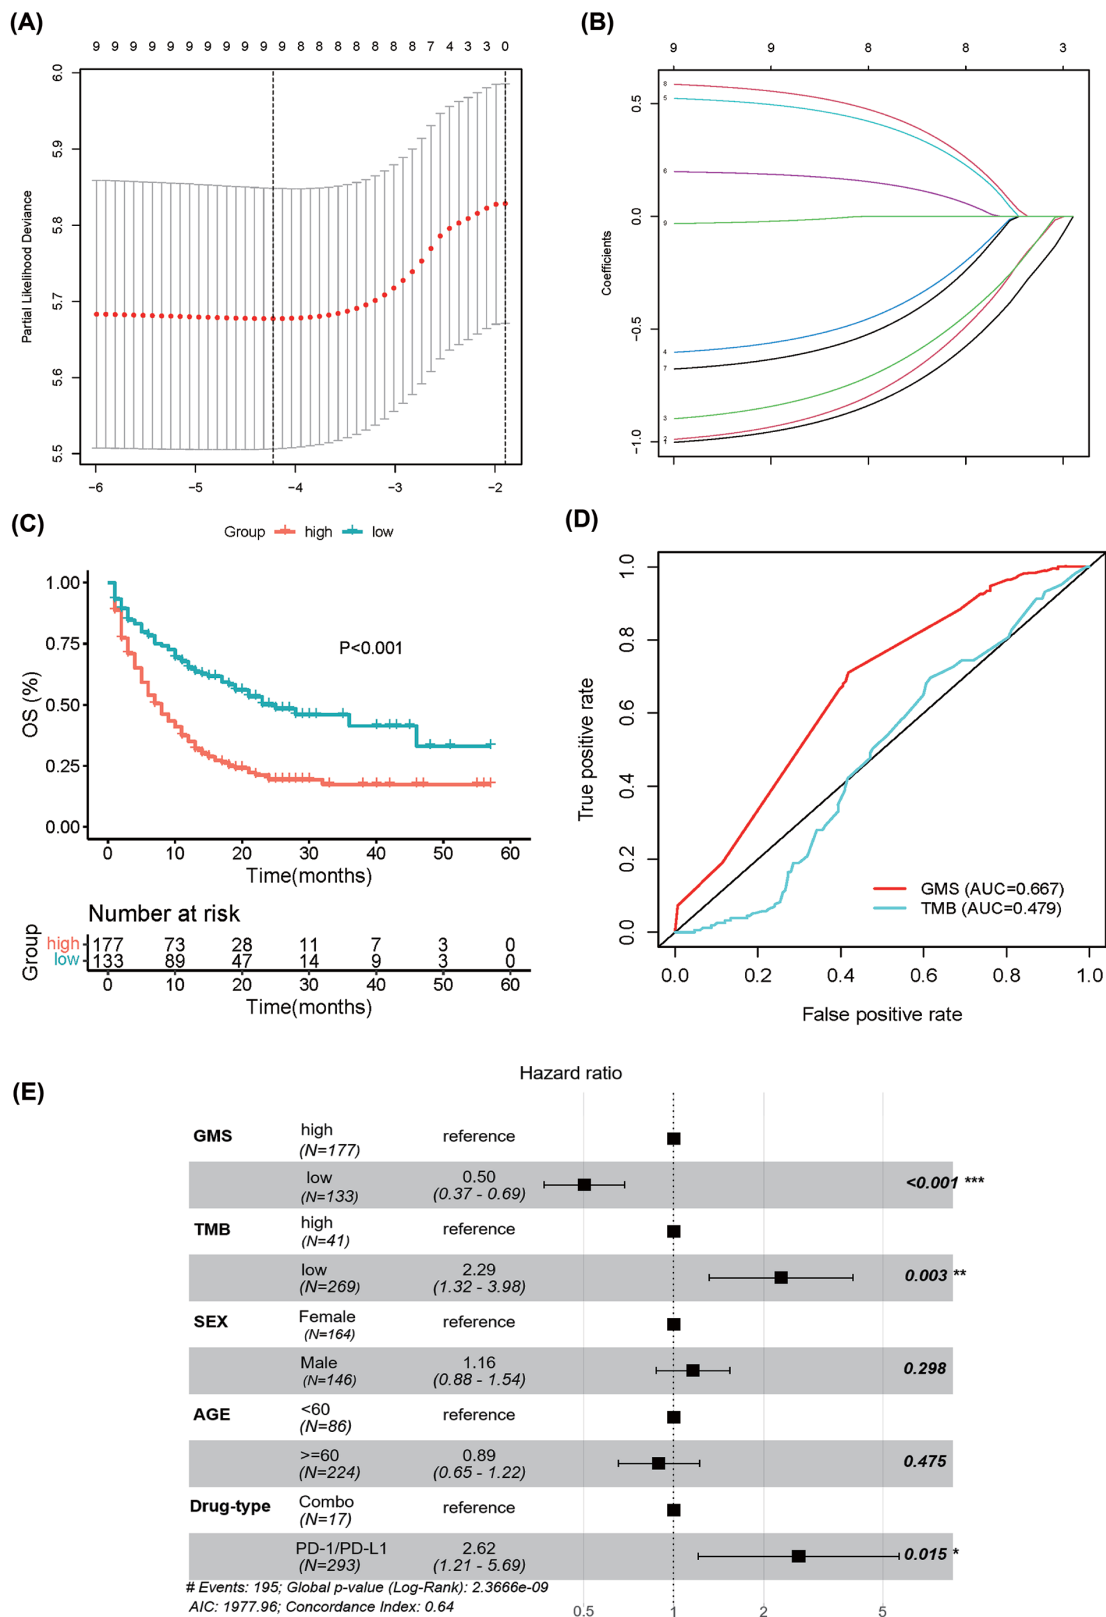 (A)
9 9 9 9 9 9 9 9 9 9 9 8 8 8 8 8 8 8 7 4 3 3 0
Partial Likelihood Deviance
6.0
5.9
5.8
5.7
5.6
5.5
−6 −5 −4 −3 −2
(B)
9 9 8 8 3
Coefficients
0.5
0.0
−0.5
−1.0
8
5
6
9
4
7
3
2
1
(C)
Group high low
OS (%)
1.00
0.75
0.50
0.25
0.00
P<0.001
0 10 20 30 40 50 60
Time(months)
Number at risk
Group
high 177 73 28 11 7 3 0
low 133 89 47 14 9 3 0
0 10 20 30 40 50 60
Time(months)
(D)
True positive rate
1.0
0.8
0.6
0.4
0.2
0.0
GMS (AUC=0.667)
TMB (AUC=0.479)
0.0 0.2 0.4 0.6 0.8 1.0
False positive rate
(E)
Hazard ratio
GMS high (N=177) reference
low (N=133) 0.50 (0.37 - 0.69) <0.001 ***
TMB high (N=41) reference
low (N=269) 2.29 (1.32 - 3.98) 0.003 **
SEX Female (N=164) reference
Male (N=146) 1.16 (0.88 - 1.54) 0.298
AGE <60 (N=86) reference
>=60 (N=224) 0.89 (0.65 - 1.22) 0.475
Drug-type Combo (N=17) reference
PD-1/PD-L1 (N=293) 2.62 (1.21 - 5.69) 0.015 *
# Events: 195; Global p-value (Log-Rank): 2.3666e-09
AIC: 1977.96; Concordance Index: 0.64
0.5 1 2 5